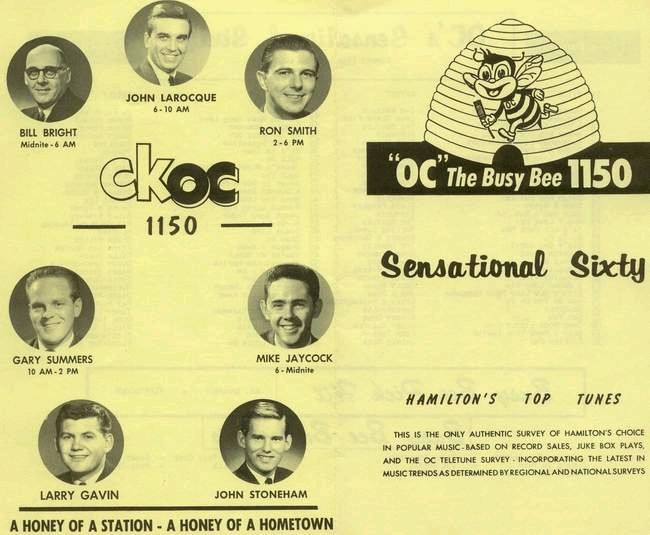 JOHN LAROCQUE
6 - 10 AM
BILL BRIGHT
Midnite - 6 AM
RON SMITH
2 - 6 PM
ckoc
1150
GARY SUMMERS
10 AM - 2 PM
MIKE JAYCOCK
6 - Midnite
LARRY GAVIN
JOHN STONEHAM
A HONEY OF A STATION - A HONEY OF A HOMETOWN
"OC" The Busy Bee 1150
Sensational Sixty
HAMILTON'S TOP TUNES
THIS IS THE ONLY AUTHENTIC SURVEY OF HAMILTON'S CHOICE
IN POPULAR MUSIC - BASED ON RECORD SALES, JUKE BOX PLAYS,
AND THE OC TELETUNE SURVEY - INCORPORATING THE LATEST IN
MUSIC TRENDS AS DETERMINED BY REGIONAL AND NATIONAL SURVEYS